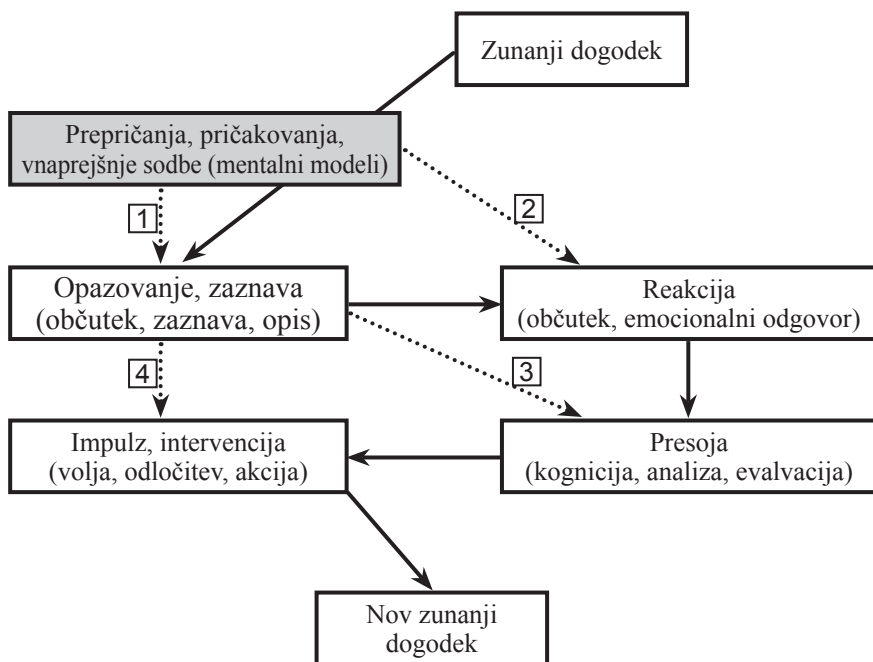 Zunanji dogodek
Prepričanja, pričakovanja,
vnaprejšnje sodbe (mentalni modeli)
1
2
Opazovanje, zaznava
(občutek, zaznava, opis)
Reakcija
(občutek, emocionalni odgovor)
4
3
Impulz, intervencija
(volja, odločitev, akcija)
Presoja
(kognicija, analiza, evalvacija)
Nov zunanji
dogodek